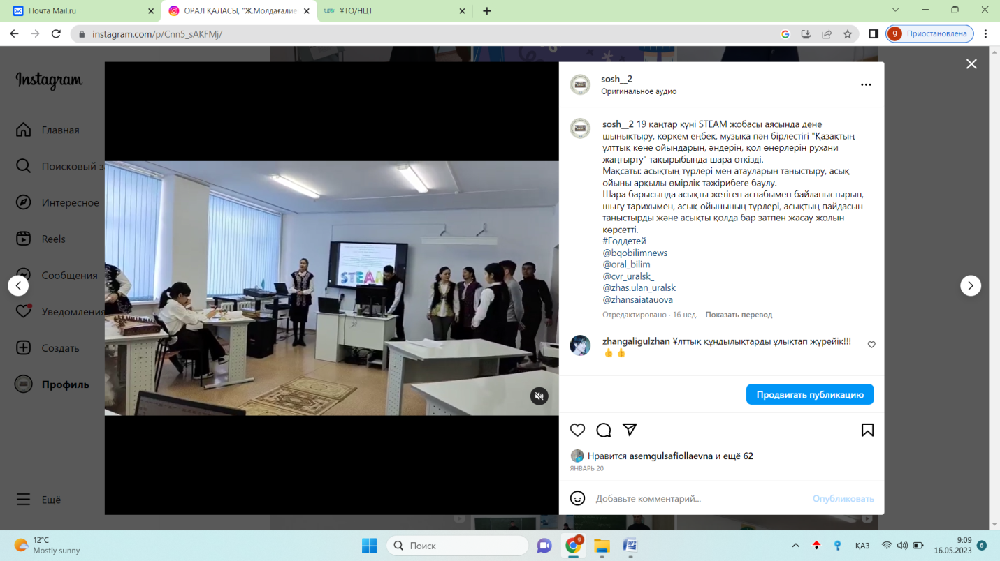 Почта Mail.ru
ОРАЛ ҚАЛАСЫ, "Ж.Молдағалие
ҰТО/НЦТ
instagram.com/p/Cnn5_sAKFMj/
g Приостановлена
Instagram
Главная
Поисковый з
Интересное
Reels
Сообщения
Уведомления
Создать
Профиль
Ещё
STEAM
sosh__2
Оригинальное аудио
sosh__2 19 қаңтар күні STEAM жобасы аясында дене
шынықтыру, көркем еңбек, музыка пән бірлестігі "Қазақтың
ұлттық көне ойындарын, әндерін, қол өнерлерін рухани
жаңғырту" тақырыбында шара өткізді.
Мақсаты: асықтың түрлері мен атауларын таныстыру, асық
ойыны арқылы өмірлік тәжірибеге баулу.
Шара барысында асықты жетіген аспабымен байланыстырып,
шығу тарихымен, асық ойынының түрлері, асықтың пайдасын
таныстырды және асықты қолда бар затпен жасау жолын
көрсетті.
#Годдетей
@bqobilimnews
@oral_bilim
@cvr_uralsk_
@zhas.ulan_uralsk
@zhansaiatauova
Отредактировано · 16 нед. Показать перевод
zhangaligulzhan Ұлттық құндылықтарды ұлықтап жүрейік!!!
👍 👍
Продвигать публикацию
Нравится asemgulsafiollaevna и ещё 62
ЯНВАРЬ 20
Добавьте комментарий... Опубликовать
12°C
Mostly sunny
Поиск
9
ҚАЗ
9:09
16.05.2023
6